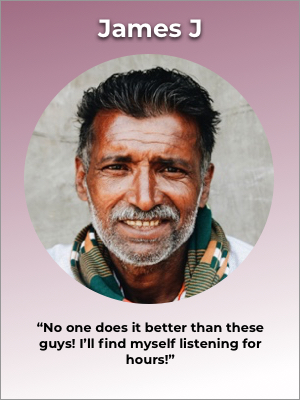 James J
“No one does it better than these
guys! I’ll find myself listening for
hours!”